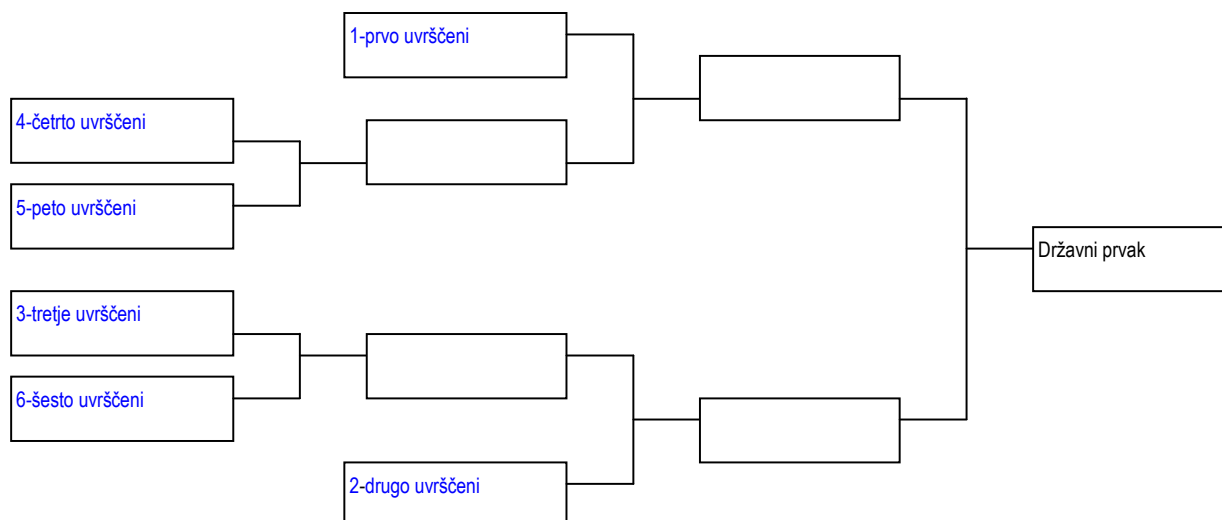 1-prvo uvrščeni
4-četrto uvrščeni
5-peto uvrščeni
Državni prvak
3-tretje uvrščeni
6-šesto uvrščeni
2-drugo uvrščeni